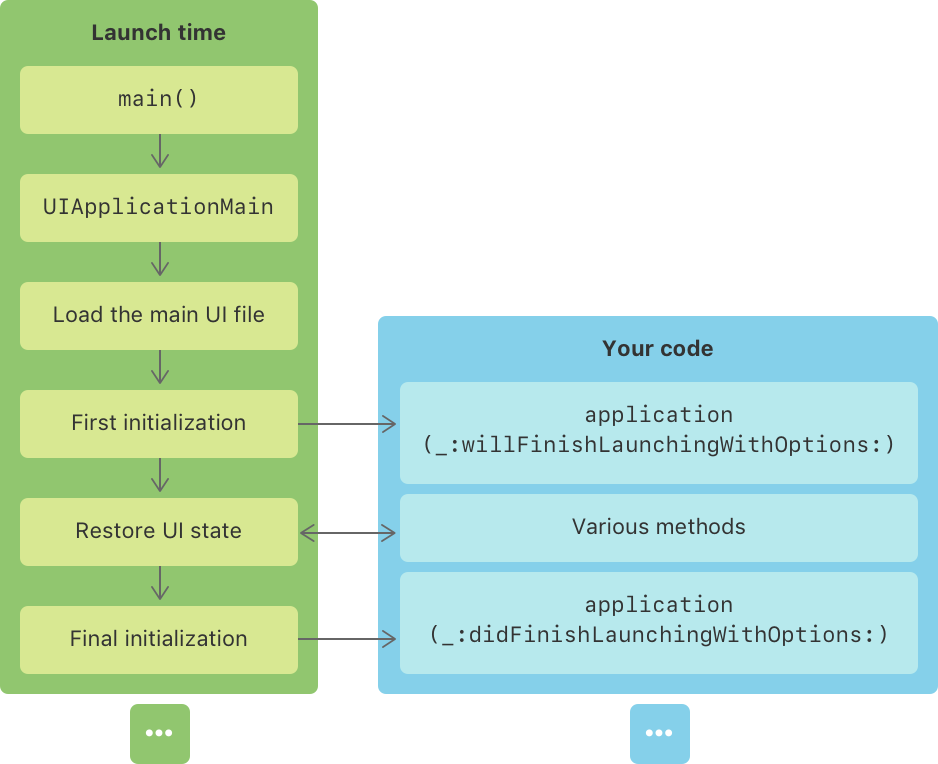 Launch time
main()
UIApplicationMain
Load the main UI file
First initialization
Restore UI state
Final initialization
Your code
application
(_:willFinishLaunchingWithOptions:)
Various methods
application
(_:didFinishLaunchingWithOptions:)
•••
•••